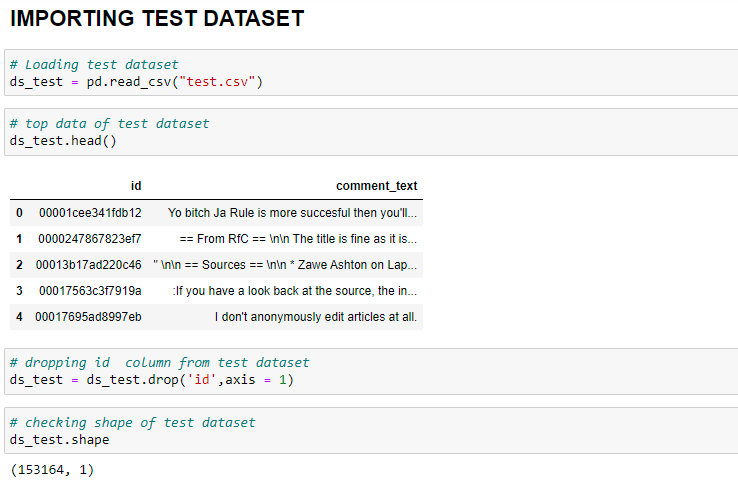 IMPORTING TEST DATASET
# Loading test dataset
ds_test = pd.read_csv("test.csv")
# top data of test dataset
ds_test.head()
id comment_text
0 00001cee341fdb12 Yo bitch Ja Rule is more succesful then you'll...
1 0000247867823ef7 == From RfC == \n\n The title is fine as it is...
2 00013b17ad220c46 " \n\n == Sources == \n\n * Zawe Ashton on Lap...
3 00017563c3f7919a :If you have a look back at the source, the in...
4 00017695ad8997eb I don't anonymously edit articles at all.
# dropping id  column from test dataset
ds_test = ds_test.drop('id',axis = 1)
# checking shape of test dataset
ds_test.shape
(153164, 1)